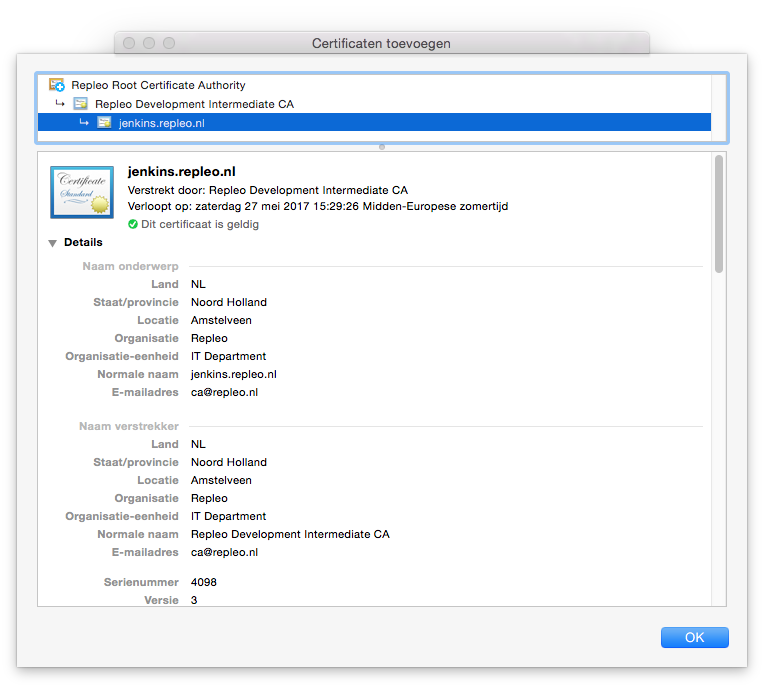 Certificaten toevoegen
Repleo Root Certificate Authority
Repleo Development Intermediate CA
jenkins.repleo.nl
Certificate
Standard
jenkins.repleo.nl
Verstrekt door: Repleo Development Intermediate CA
Verloopt op: zaterdag 27 mei 2017 15:29:26 Midden-Europese zomertijd
Dit certificaat is geldig
Details
Naam onderwerp
Land NL
Staat/provincie Noord Holland
Locatie Amstelveen
Organisatie Repleo
Organisatie-eenheid IT Department
Normale naam jenkins.repleo.nl
E-mailadres ca@repleo.nl
Naam verstrekker
Land NL
Staat/provincie Noord Holland
Locatie Amstelveen
Organisatie Repleo
Organisatie-eenheid IT Department
Normale naam Repleo Development Intermediate CA
E-mailadres ca@repleo.nl
Serienummer 4098
Versie 3
OK